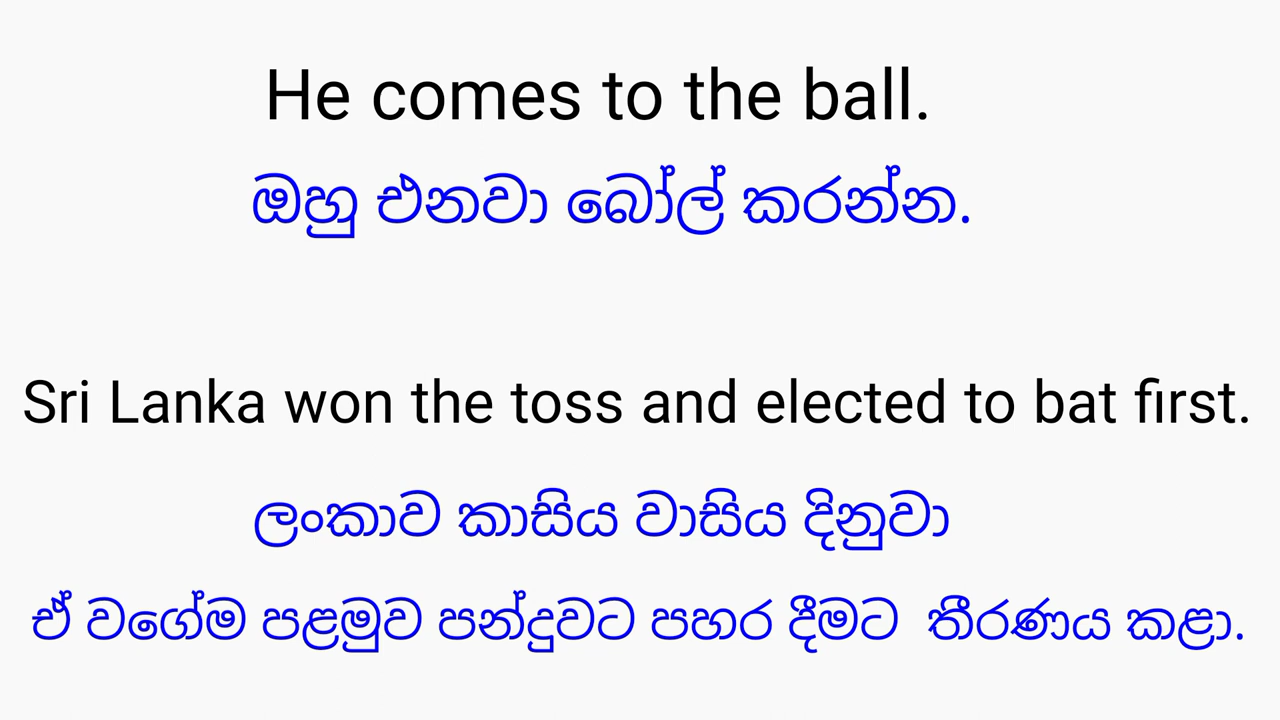 He comes to the ball.
ඔහු එනවා බෝල් කරන්න.
Sri Lanka won the toss and elected to bat first.
ලංකාව කාසිය වාසිය දිනුවා
ඒ වගේම පළමුව පන්දුවට පහර දීමට තීරණය කළා.